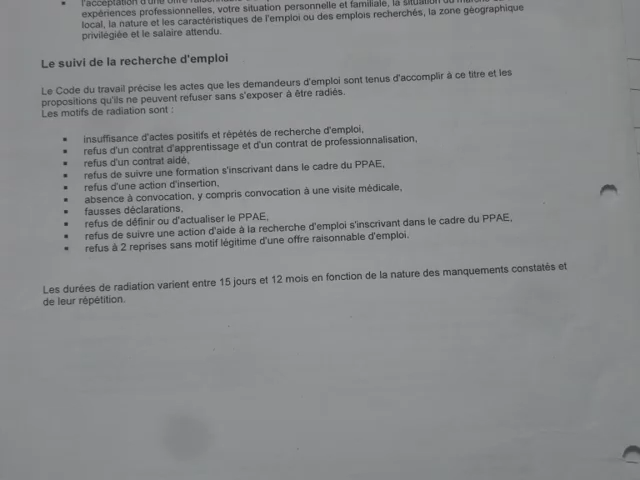 ▪ l'acceptation d'une offre raisonnable
expériences professionnelles, votre situation personnelle et familiale, la situation du
local, la nature et les caractéristiques de l'emploi ou des emplois recherchés, la zone géographique
privilégiée et le salaire attendu.
Le suivi de la recherche d'emploi
Le Code du travail précise les actes que les demandeurs d'emploi sont tenus d'accomplir à ce titre et les
propositions qu'ils ne peuvent refuser sans s'exposer à être radiés.
Les motifs de radiation sont :
▪ insuffisance d'actes positifs et répétés de recherche d'emploi,
▪ refus d'un contrat d'apprentissage et d'un contrat de professionnalisation,
▪ refus d'un contrat aidé,
▪ refus de suivre une formation s'inscrivant dans le cadre du PPAE,
▪ refus d'une action d'insertion,
▪ absence à convocation, y compris convocation à une visite médicale,
▪ fausses déclarations,
▪ refus de définir ou d'actualiser le PPAE,
▪ refus de suivre une action d'aide à la recherche d'emploi s'inscrivant dans le cadre du PPAE,
▪ refus à 2 reprises sans motif légitime d'une offre raisonnable d'emploi.
Les durées de radiation varient entre 15 jours et 12 mois en fonction de la nature des manquements constatés et
de leur répétition.